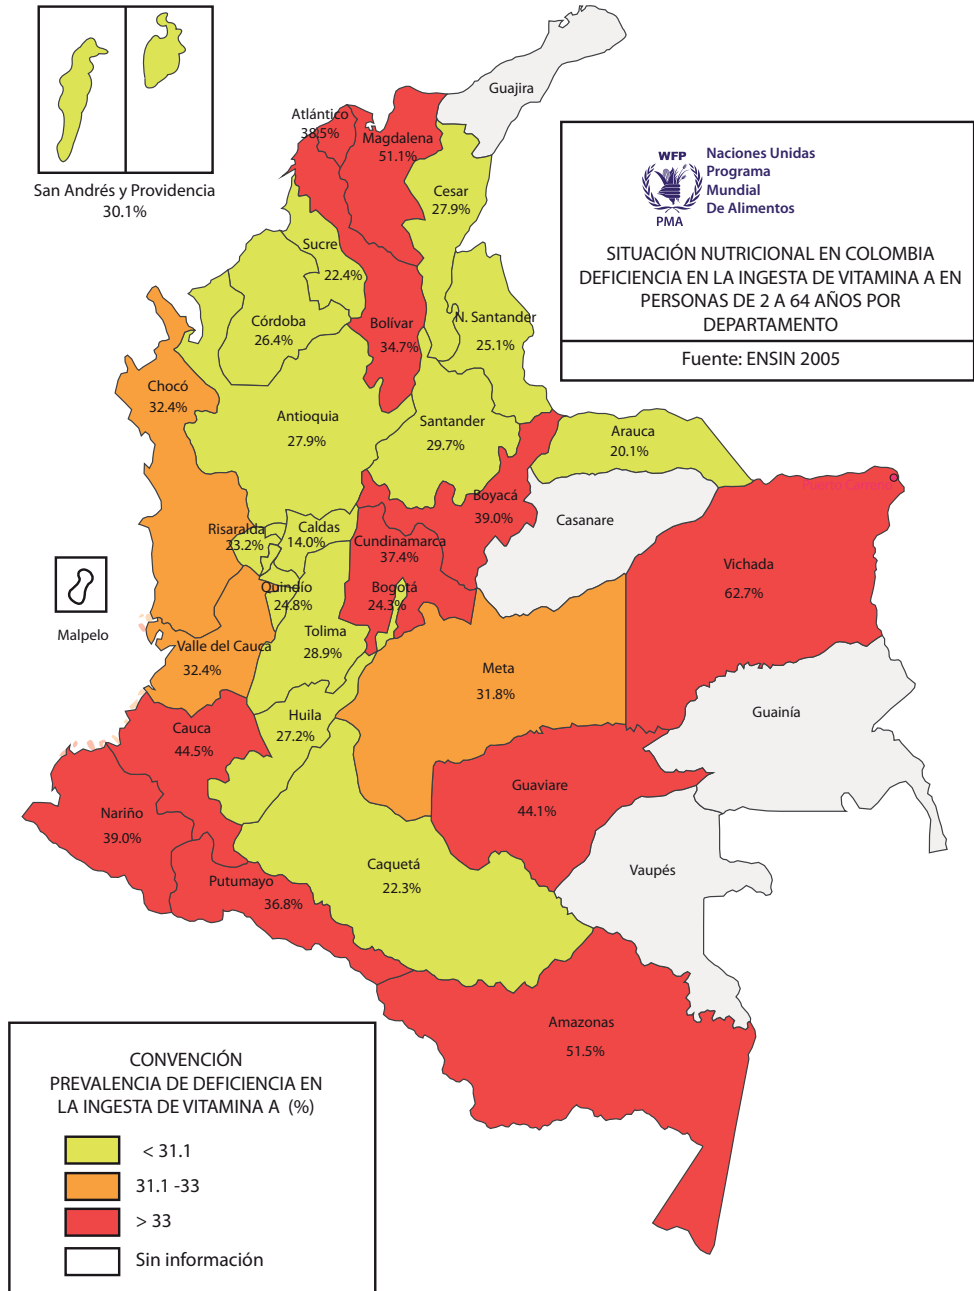 San Andrés y Providencia
30.1%
Guajira
Atlántico
38.5%
Magdalena
51.1%
Cesar
27.9%
WFP
PMA
Naciones Unidas
Programa
Mundial
De Alimentos
SITUACIÓN NUTRICIONAL EN COLOMBIA
DEFICIENCIA EN LA INGESTA DE VITAMINA A EN
PERSONAS DE 2 A 64 AÑOS POR
DEPARTAMENTO
Fuente: ENSIN 2005
Sucre
22.4%
Córdoba
26.4%
Bolívar
34.7%
N. Santander
25.1%
Chocó
32.4%
Antioquia
27.9%
Santander
29.7%
Arauca
20.1%
Boyacá
39.0%
Casanare
Puerto Carreño
Vichada
62.7%
Risaralda
23.2%
Caldas
14.0%
Cundinamarca
37.4%
Quindío
24.8%
Bogotá
24.3%
Malpelo
Valle del Cauca
32.4%
Tolima
28.9%
Meta
31.8%
Guainía
Cauca
44.5%
Huila
27.2%
Guaviare
44.1%
Nariño
39.0%
Putumayo
36.8%
Caquetá
22.3%
Vaupés
Amazonas
51.5%
CONVENCIÓN
PREVALENCIA DE DEFICIENCIA EN
LA INGESTA DE VITAMINA A (%)
< 31.1
31.1 -33
> 33
Sin información